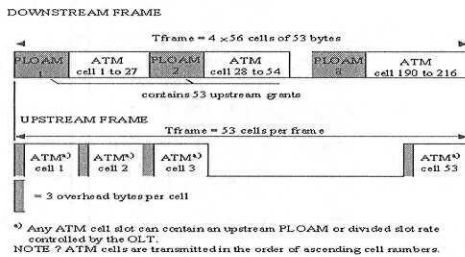 DOWNSTREAM FRAME
Tframe = 4 ×56 cells of 53 bytes
PLOAM 1
ATM cell 1 to 27
PLOAM 2
ATM cell 28 to 54
PLOAM 8
ATM cell 190 to 216
contains 53 upstream grants
UPSTREAM FRAME
Tframe = 53 cells per frame
ATMª⁾ cell 1
ATMª⁾ cell 2
ATMª⁾ cell 3
ATMª⁾ cell 53
= 3 overhead bytes per cell
ª⁾ Any ATM cell slot can contain an upstream PLOAM or divided slot rate
controlled by the OLT.
NOTE ? ATM cells are transmitted in the order of ascending cell numbers.